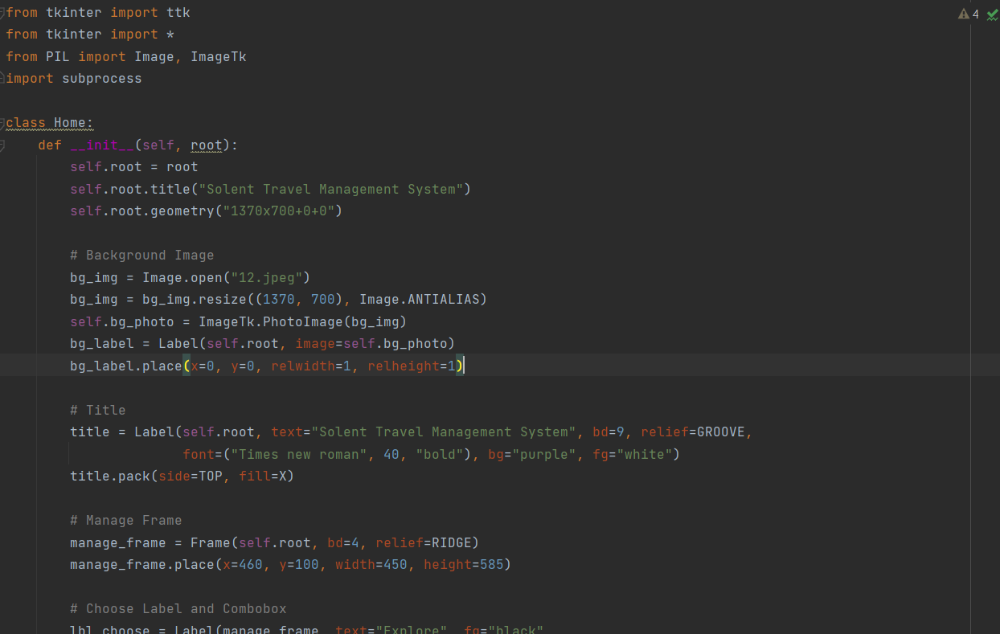 from tkinter import ttk
from tkinter import *
from PIL import Image, ImageTk
import subprocess
class Home:
def __init__(self, root):
self.root = root
self.root.title("Solent Travel Management System")
self.root.geometry("1370x700+0+0")
# Background Image
bg_img = Image.open("12.jpeg")
bg_img = bg_img.resize((1370, 700), Image.ANTIALIAS)
self.bg_photo = ImageTk.PhotoImage(bg_img)
bg_label = Label(self.root, image=self.bg_photo)
bg_label.place(x=0, y=0, relwidth=1, relheight=1)
# Title
title = Label(self.root, text="Solent Travel Management System", bd=9, relief=GROOVE,
font=("Times new roman", 40, "bold"), bg="purple", fg="white")
title.pack(side=TOP, fill=X)
# Manage Frame
manage_frame = Frame(self.root, bd=4, relief=RIDGE)
manage_frame.place(x=460, y=100, width=450, height=585)
# Choose Label and Combobox
lbl_choose = Label(manage_frame, text="Explore", fg="black",
4